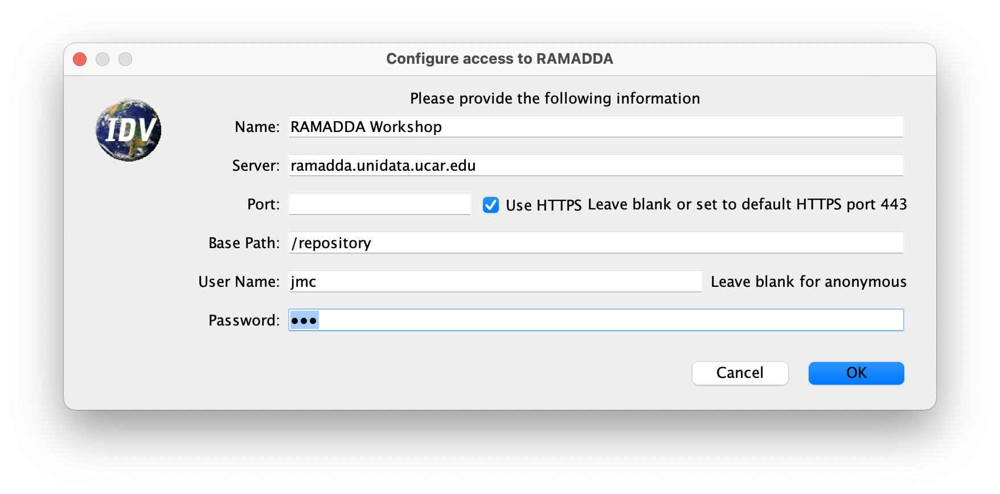 Configure access to RAMADDA
IDV
Please provide the following information
Name: RAMADDA Workshop
Server: ramadda.unidata.ucar.edu
Port: Use HTTPS Leave blank or set to default HTTPS port 443
Base Path: /repository
User Name: jmc Leave blank for anonymous
Password: •••
Cancel OK